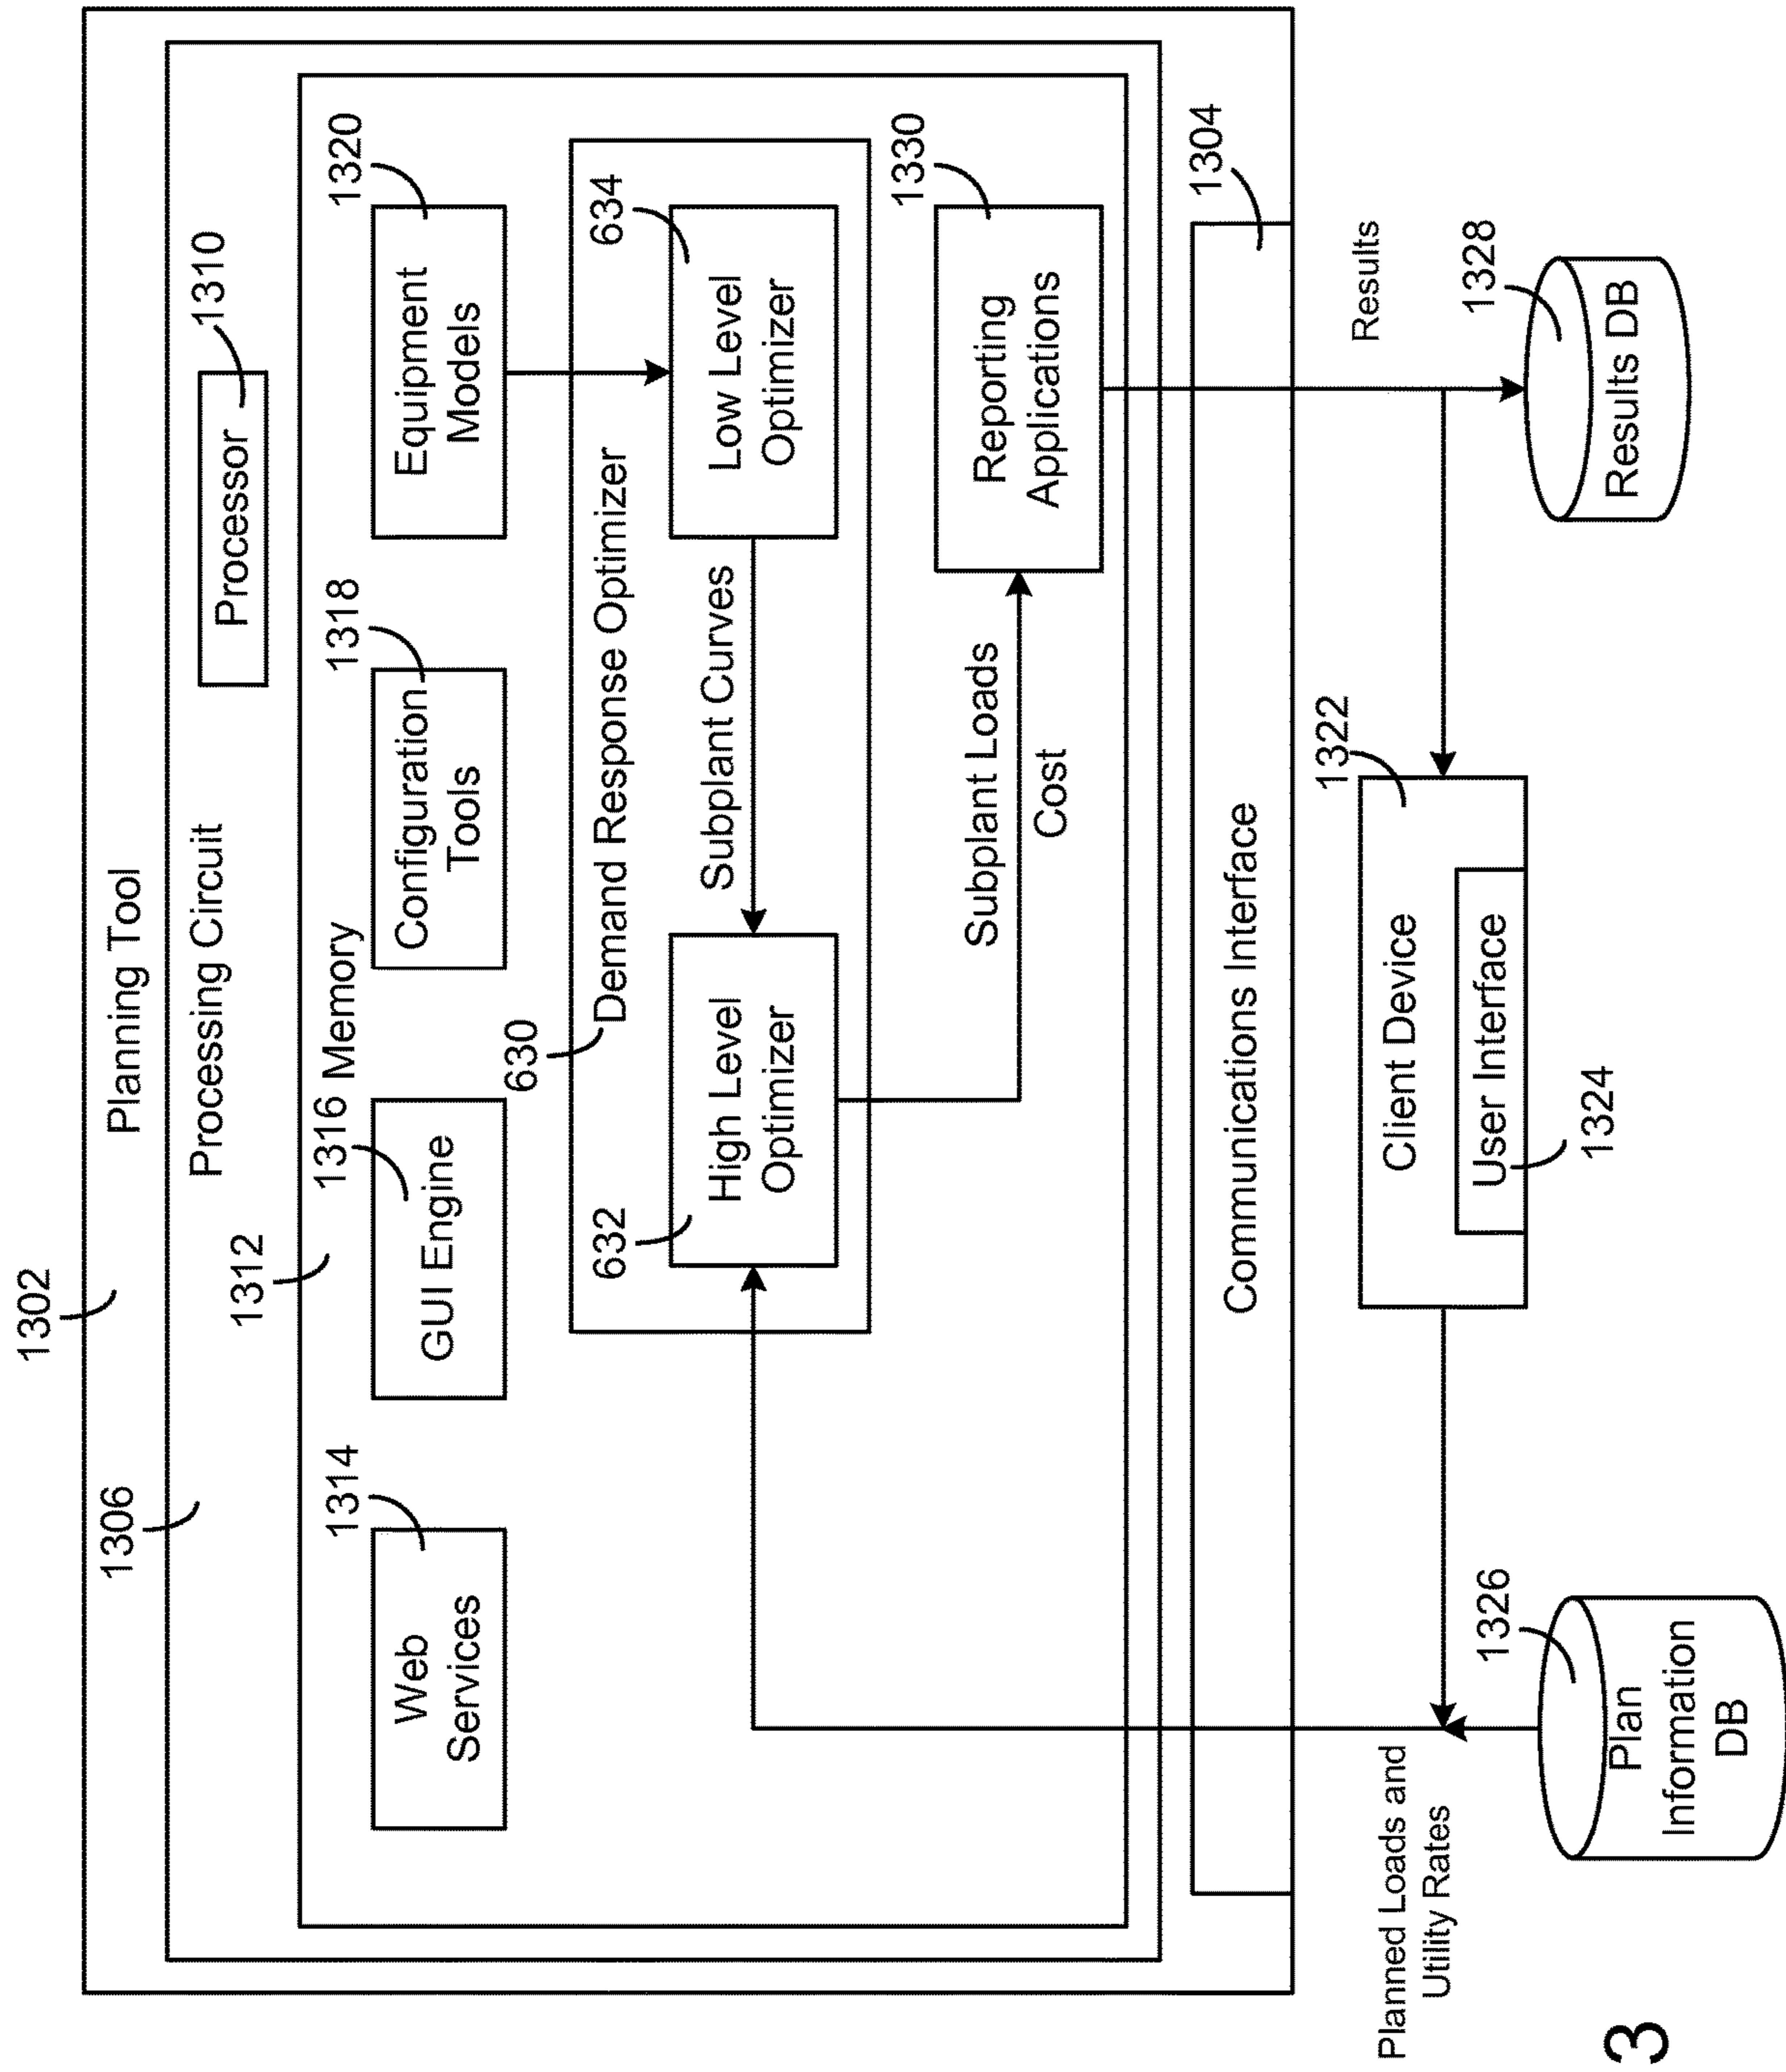 1302
Planning Tool
1306
Processing Circuit
Processor
1310
1312
Memory
1314
Web
Services
1316
GUI Engine
1318
Configuration
Tools
1320
Equipment
Models
630
Demand Response Optimizer
632
High Level
Optimizer
Subplant Curves
634
Low Level
Optimizer
Subplant Loads
Cost
1330
Reporting
Applications
Communications Interface
1304
Planned Loads and
Utility Rates
1322
Client Device
User Interface
1324
Results
1326
Plan
Information
DB
1328
Results DB
3